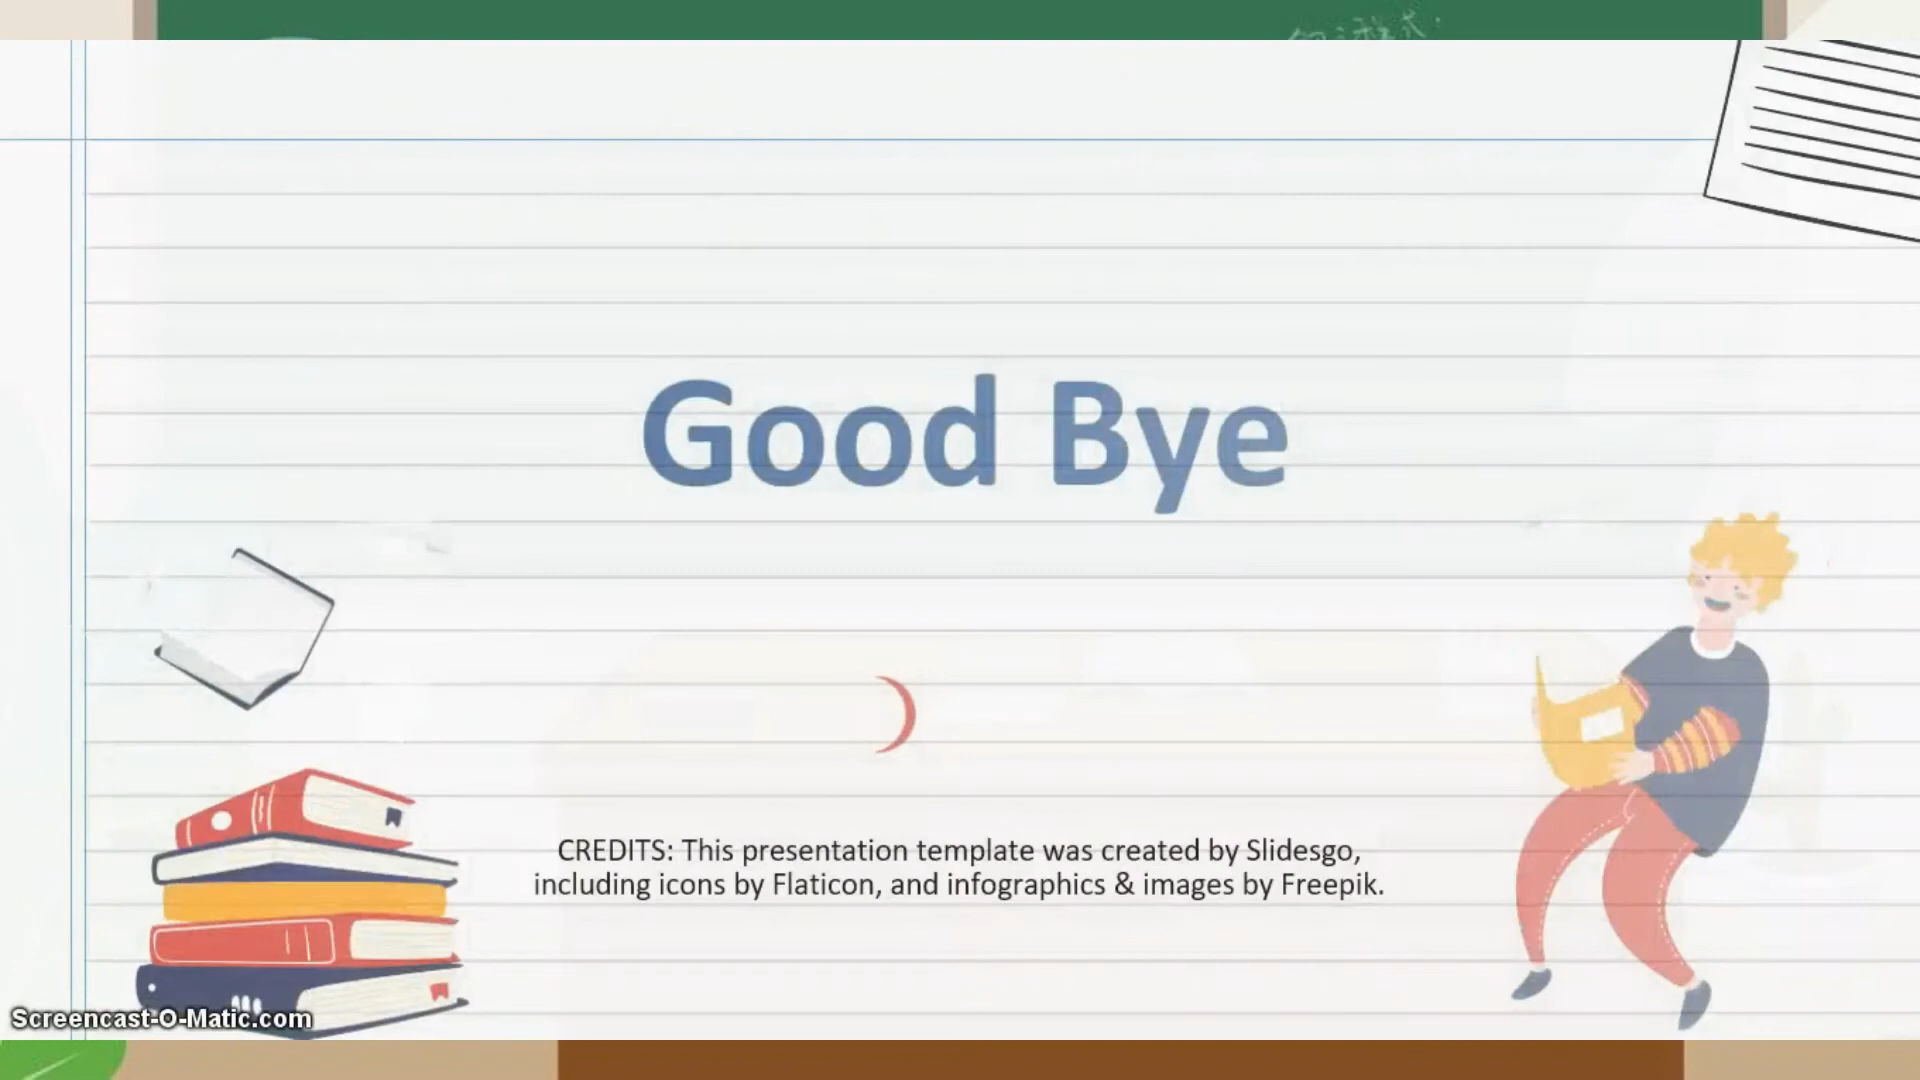 Good Bye
CREDITS: This presentation template was created by Slidesgo,
including icons by Flaticon, and infographics & images by Freepik.
Screencast-O-Matic.com